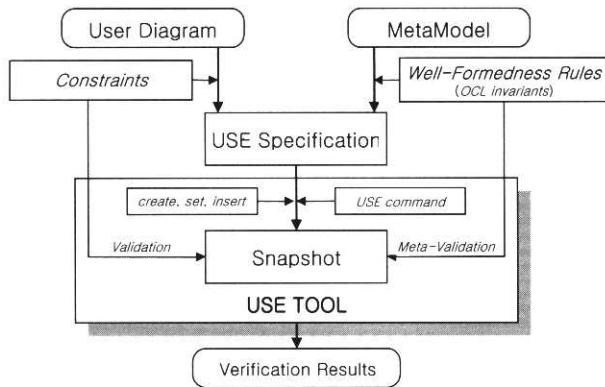 User Diagram
MetaModel
Constraints
Well-Formedness Rules
(OCL invariants)
USE Specification
create, set, insert
USE command
Validation
Snapshot
Meta-Validation
USE TOOL
Verification Results